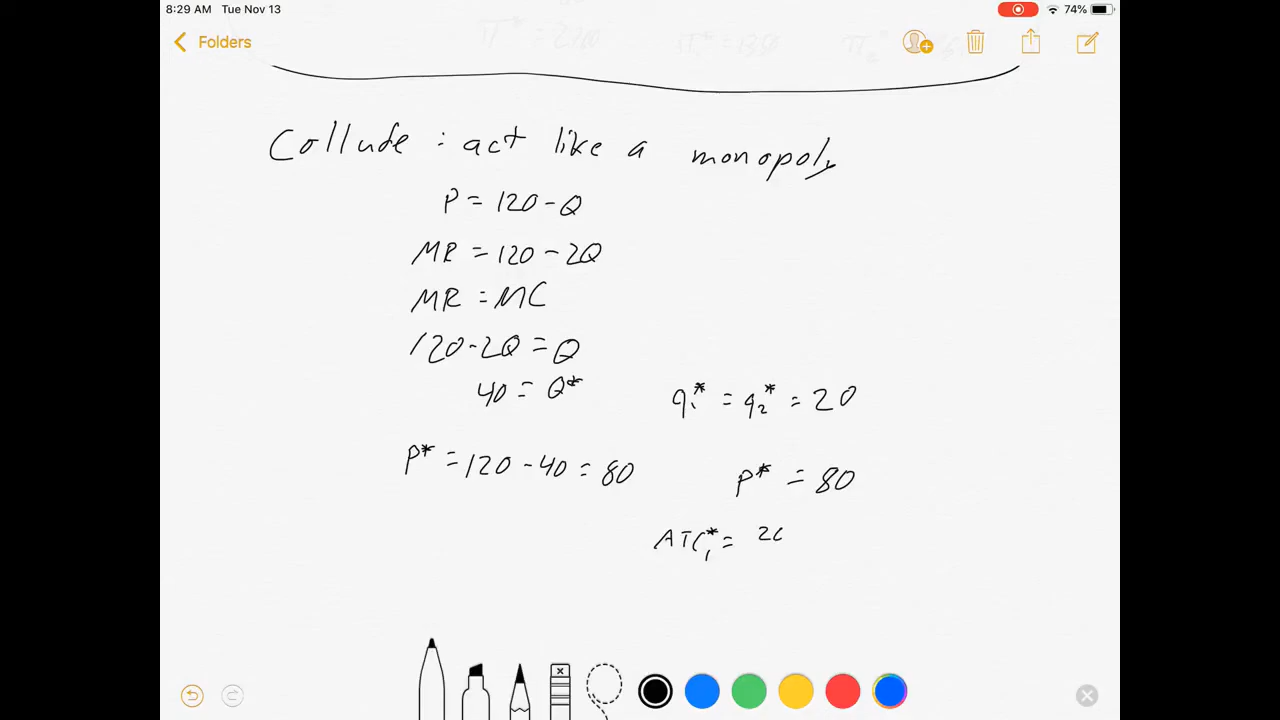 8:29 AM Tue Nov 13
74%
Folders
Collude : act like a monopoly
P = 120 - Q
MR = 120 - 2Q
MR = MC
120 - 2Q = Q
40 = Q*
q₁* = q₂* = 20
P* = 120 - 40 = 80
P* = 80
ATC₁* =